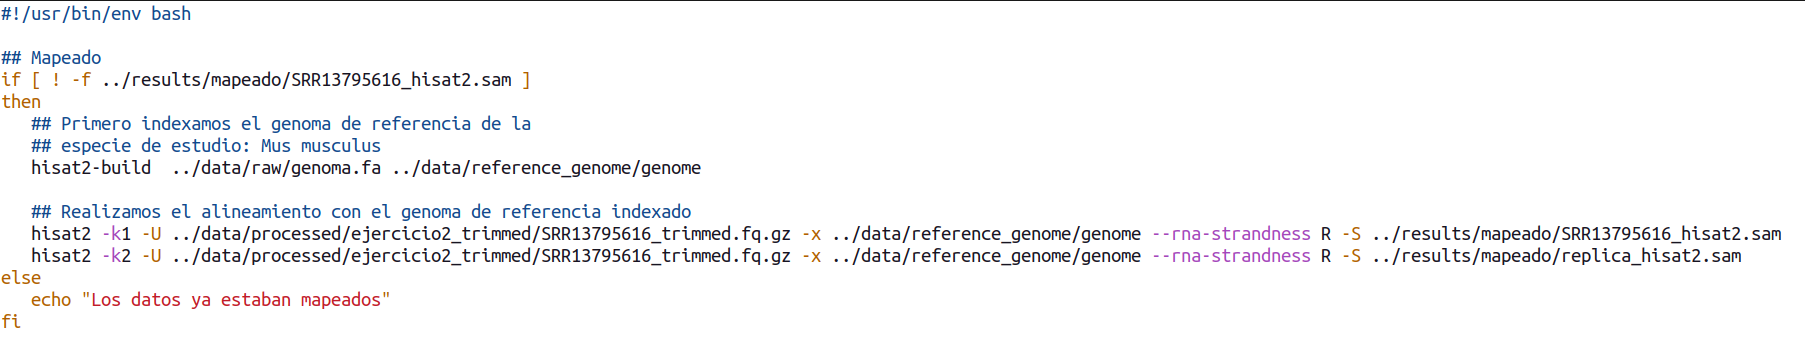 #!/usr/bin/env bash
## Mapeado
if [ ! -f ../results/mapeado/SRR13795616_hisat2.sam ]
then
   ## Primero indexamos el genoma de referencia de la
   ## especie de estudio: Mus musculus
   hisat2-build  ../data/raw/genoma.fa ../data/reference_genome/genome
   ## Realizamos el alineamiento con el genoma de referencia indexado
   hisat2 -k1 -U ../data/processed/ejercicio2_trimmed/SRR13795616_trimmed.fq.gz -x ../data/reference_genome/genome --rna-strandness R -S ../results/mapeado/SRR13795616_hisat2.sam
   hisat2 -k2 -U ../data/processed/ejercicio2_trimmed/SRR13795616_trimmed.fq.gz -x ../data/reference_genome/genome --rna-strandness R -S ../results/mapeado/replica_hisat2.sam
else
   echo "Los datos ya estaban mapeados"
fi